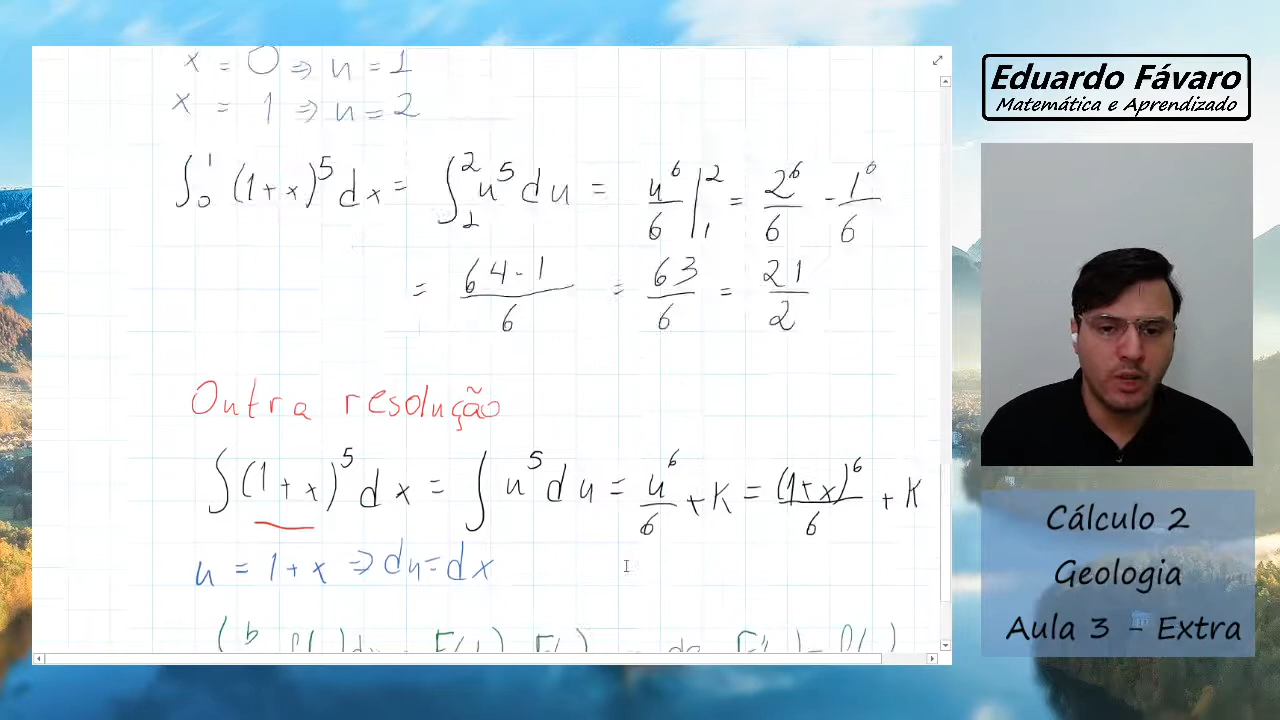 x = 0 ⇒ u = 1
x = 1 ⇒ u = 2
∫₀¹ (1+x)⁵ dx = ∫₁² u⁵ du = u⁶/6 |₁² = 2⁶/6 - 1⁶/6
= 64-1/6 = 63/6 = 21/2
Outra resolução
∫(1+x)⁵ dx = ∫ u⁵ du = u⁶/6 + K = (1+x)⁶/6 + K
u = 1+x ⇒ du = dx
Eduardo Fávaro
Matemática e Aprendizado
Cálculo 2
Geologia
Aula 3 - Extra